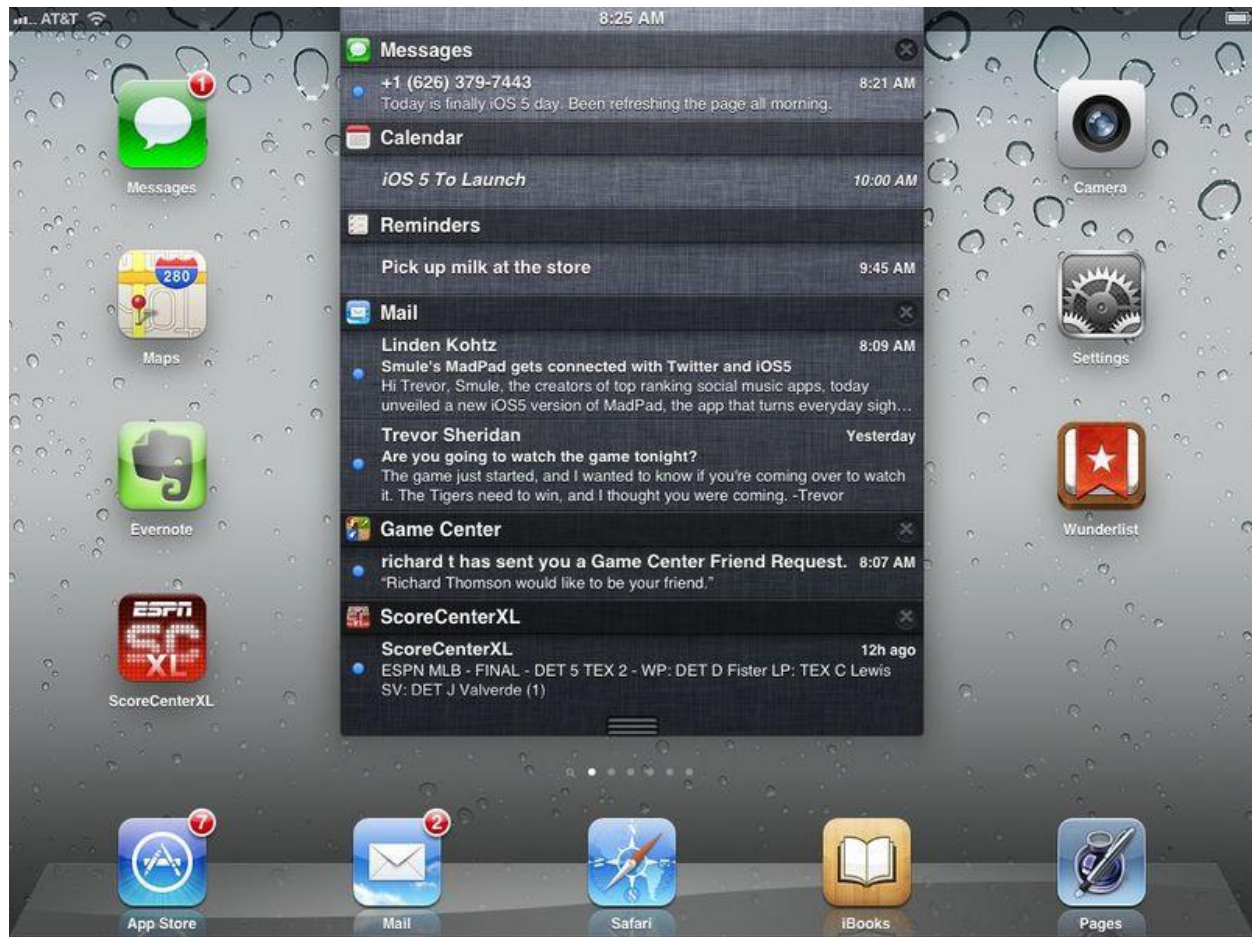 AT&T
8:25 AM
Messages
+1 (626) 379-7443 8:21 AM
Today is finally iOS 5 day. Been refreshing the page all morning.
Calendar
iOS 5 To Launch 10:00 AM
Reminders
Pick up milk at the store 9:45 AM
Mail
Linden Kohtz 8:09 AM
Smule's MadPad gets connected with Twitter and iOS5
Hi Trevor, Smule, the creators of top ranking social music apps, today
unveiled a new iOS5 version of MadPad, the app that turns everyday sigh…
Trevor Sheridan Yesterday
Are you going to watch the game tonight?
The game just started, and I wanted to know if you're coming over to watch
it. The Tigers need to win, and I thought you were coming. -Trevor
Game Center
richard t has sent you a Game Center Friend Request. 8:07 AM
“Richard Thomson would like to be your friend.”
ScoreCenterXL
ScoreCenterXL 12h ago
ESPN MLB - FINAL - DET 5 TEX 2 - WP: DET D Fister LP: TEX C Lewis
SV: DET J Valverde (1)
1
Messages
280
Maps
Evernote
ESPN
SC
XL
ScoreCenterXL
Camera
Settings
Wunderlist
7
App Store
2
Mail
Safari
iBooks
Pages